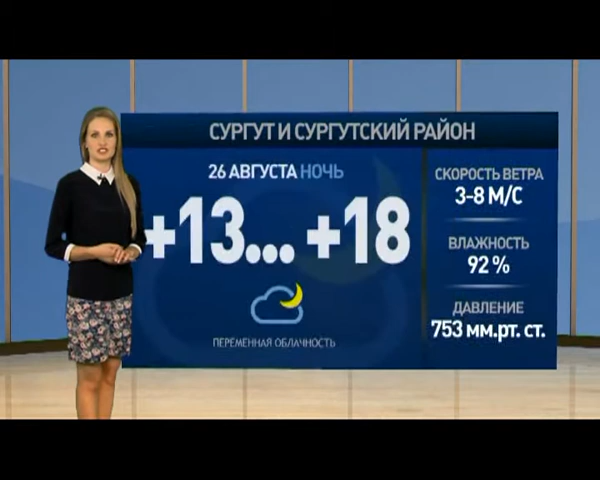 СУРГУТ И СУРГУТСКИЙ РАЙОН
26 АВГУСТА НОЧЬ
+13... +18
ПЕРЕМЕННАЯ ОБЛАЧНОСТЬ
СКОРОСТЬ ВЕТРА
3-8 М/С
ВЛАЖНОСТЬ
92 %
ДАВЛЕНИЕ
753 мм.рт. ст.